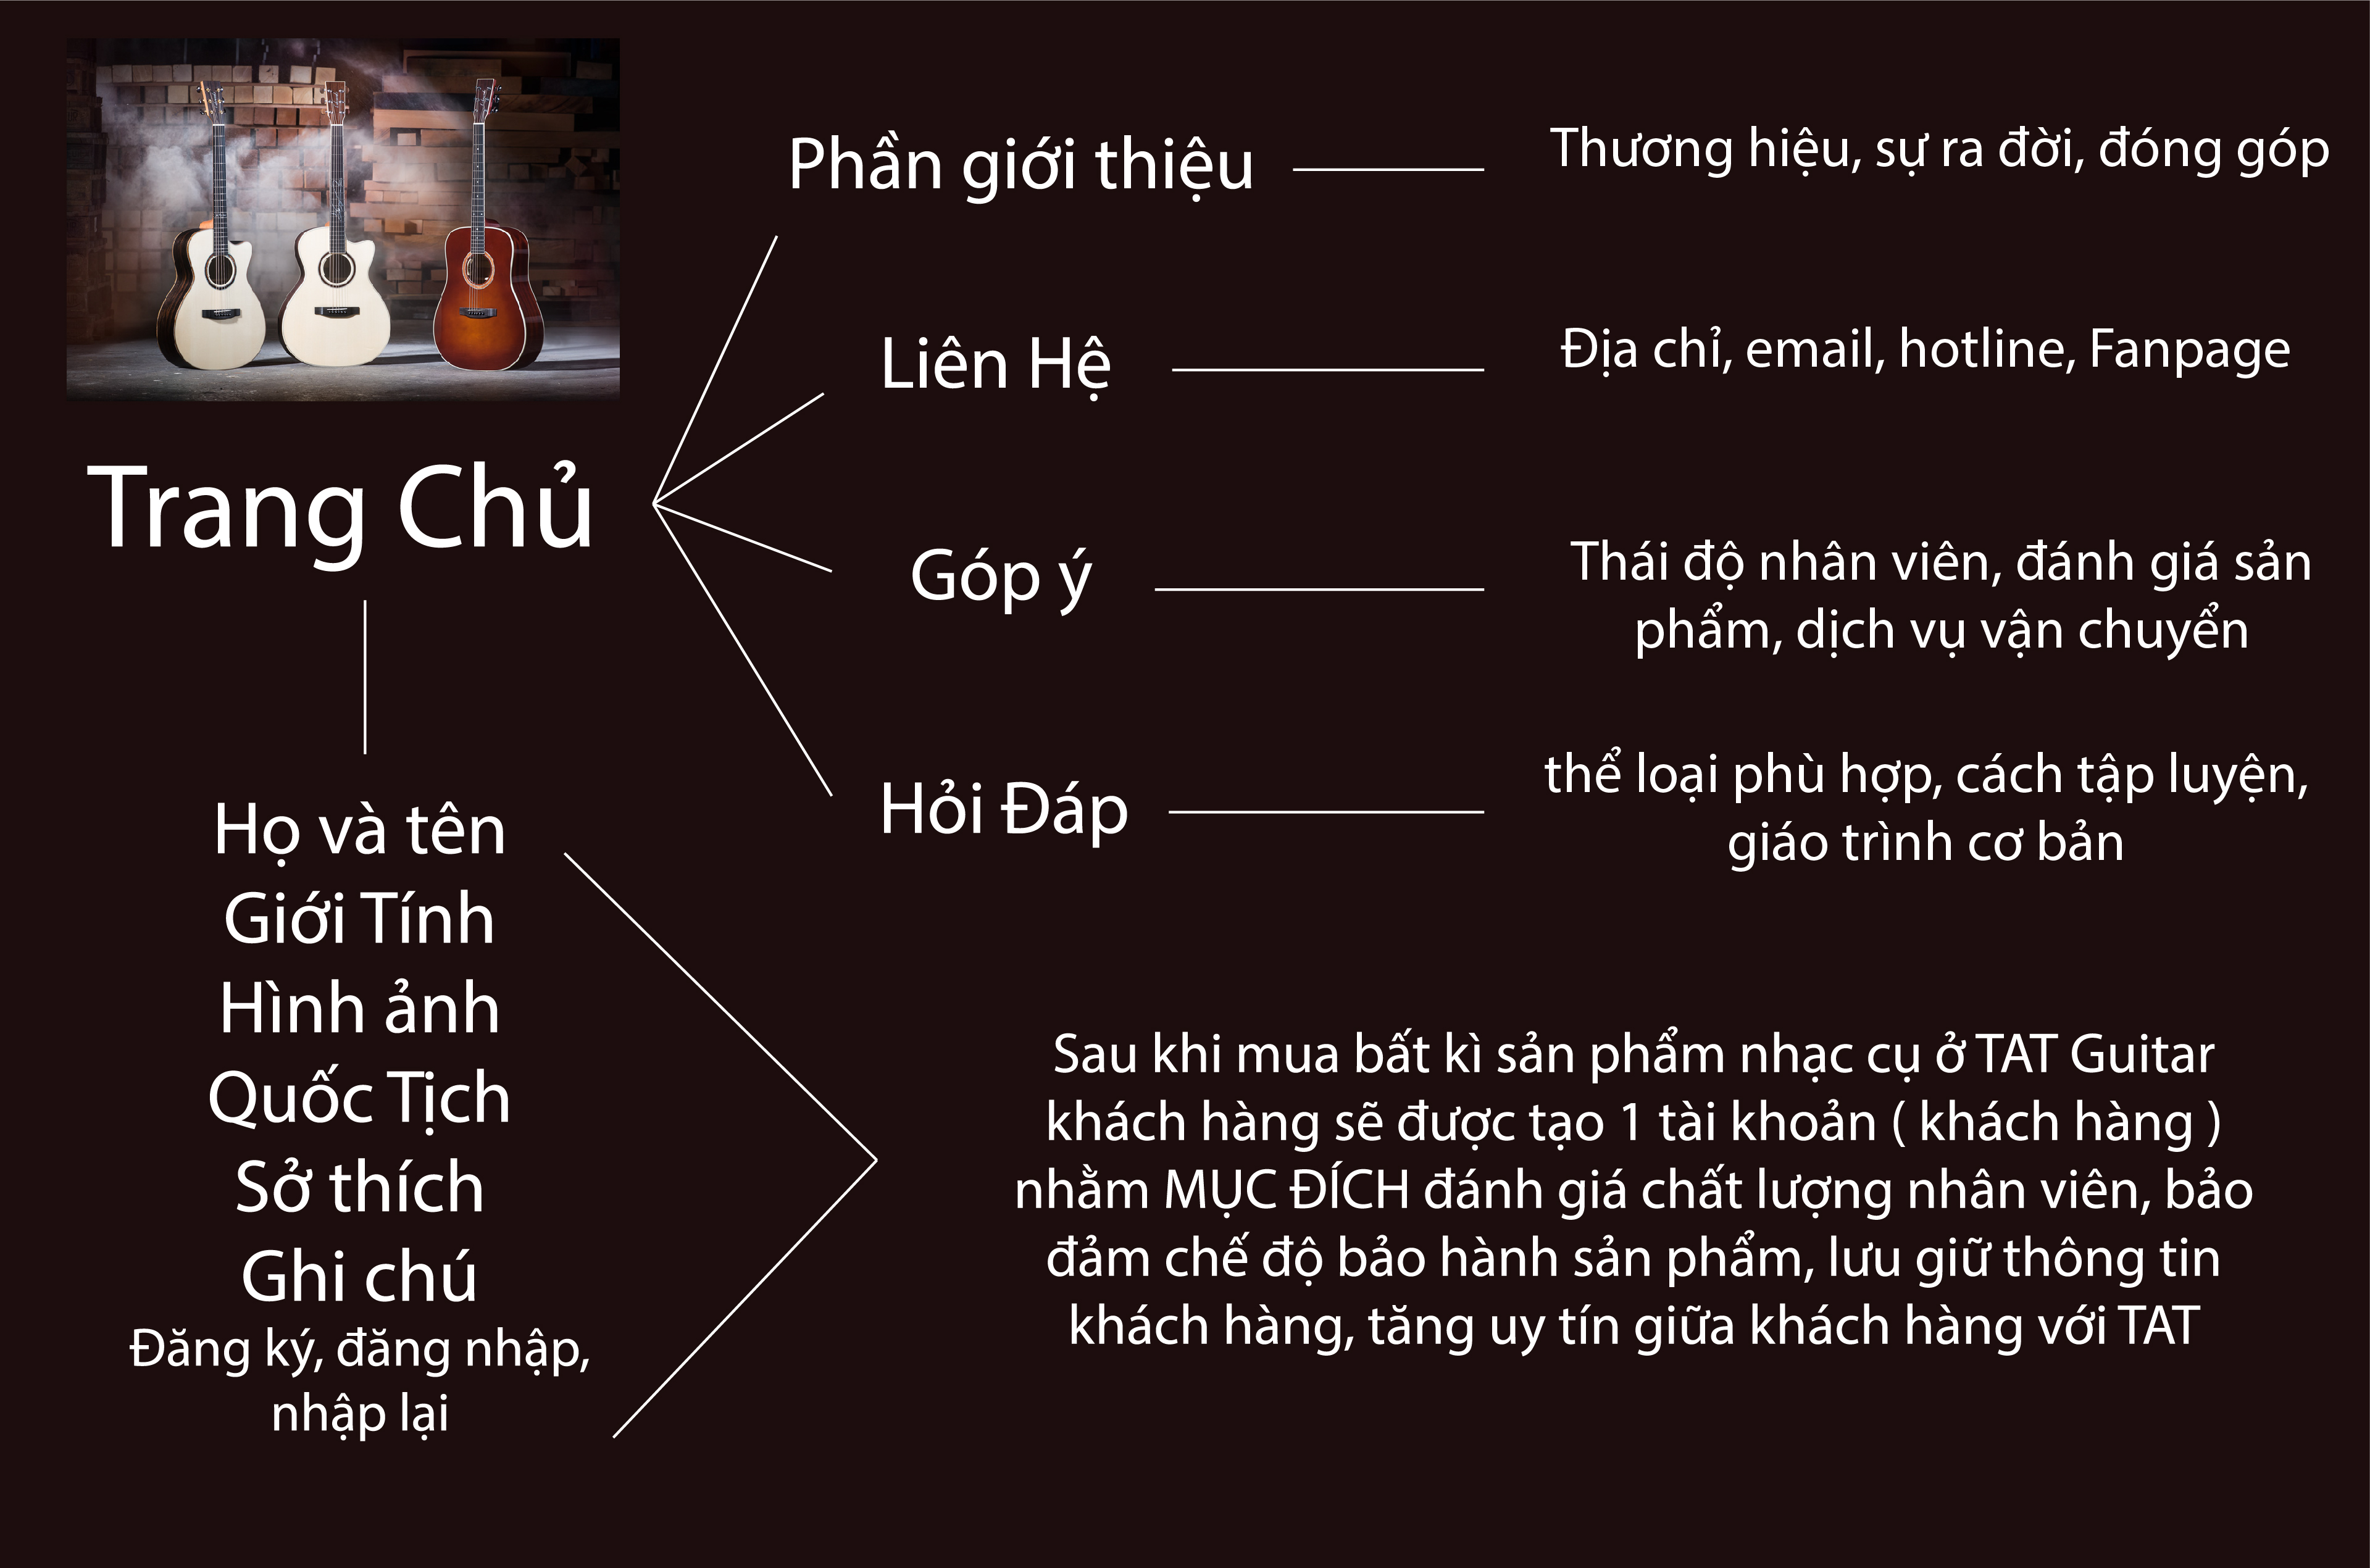 Phần giới thiệu
Thương hiệu, sự ra đời, đóng góp
Liên Hệ
Địa chỉ, email, hotline, Fanpage
Trang Chủ
Góp ý
Thái độ nhân viên, đánh giá sản
phẩm, dịch vụ vận chuyển
Hỏi Đáp
thể loại phù hợp, cách tập luyện,
giáo trình cơ bản
Họ và tên
Giới Tính
Hình ảnh
Quốc Tịch
Sở thích
Ghi chú
Đăng ký, đăng nhập,
nhập lại
Sau khi mua bất kì sản phẩm nhạc cụ ở TAT Guitar
khách hàng sẽ được tạo 1 tài khoản ( khách hàng )
nhằm MỤC ĐÍCH đánh giá chất lượng nhân viên, bảo
đảm chế độ bảo hành sản phẩm, lưu giữ thông tin
khách hàng, tăng uy tín giữa khách hàng với TAT